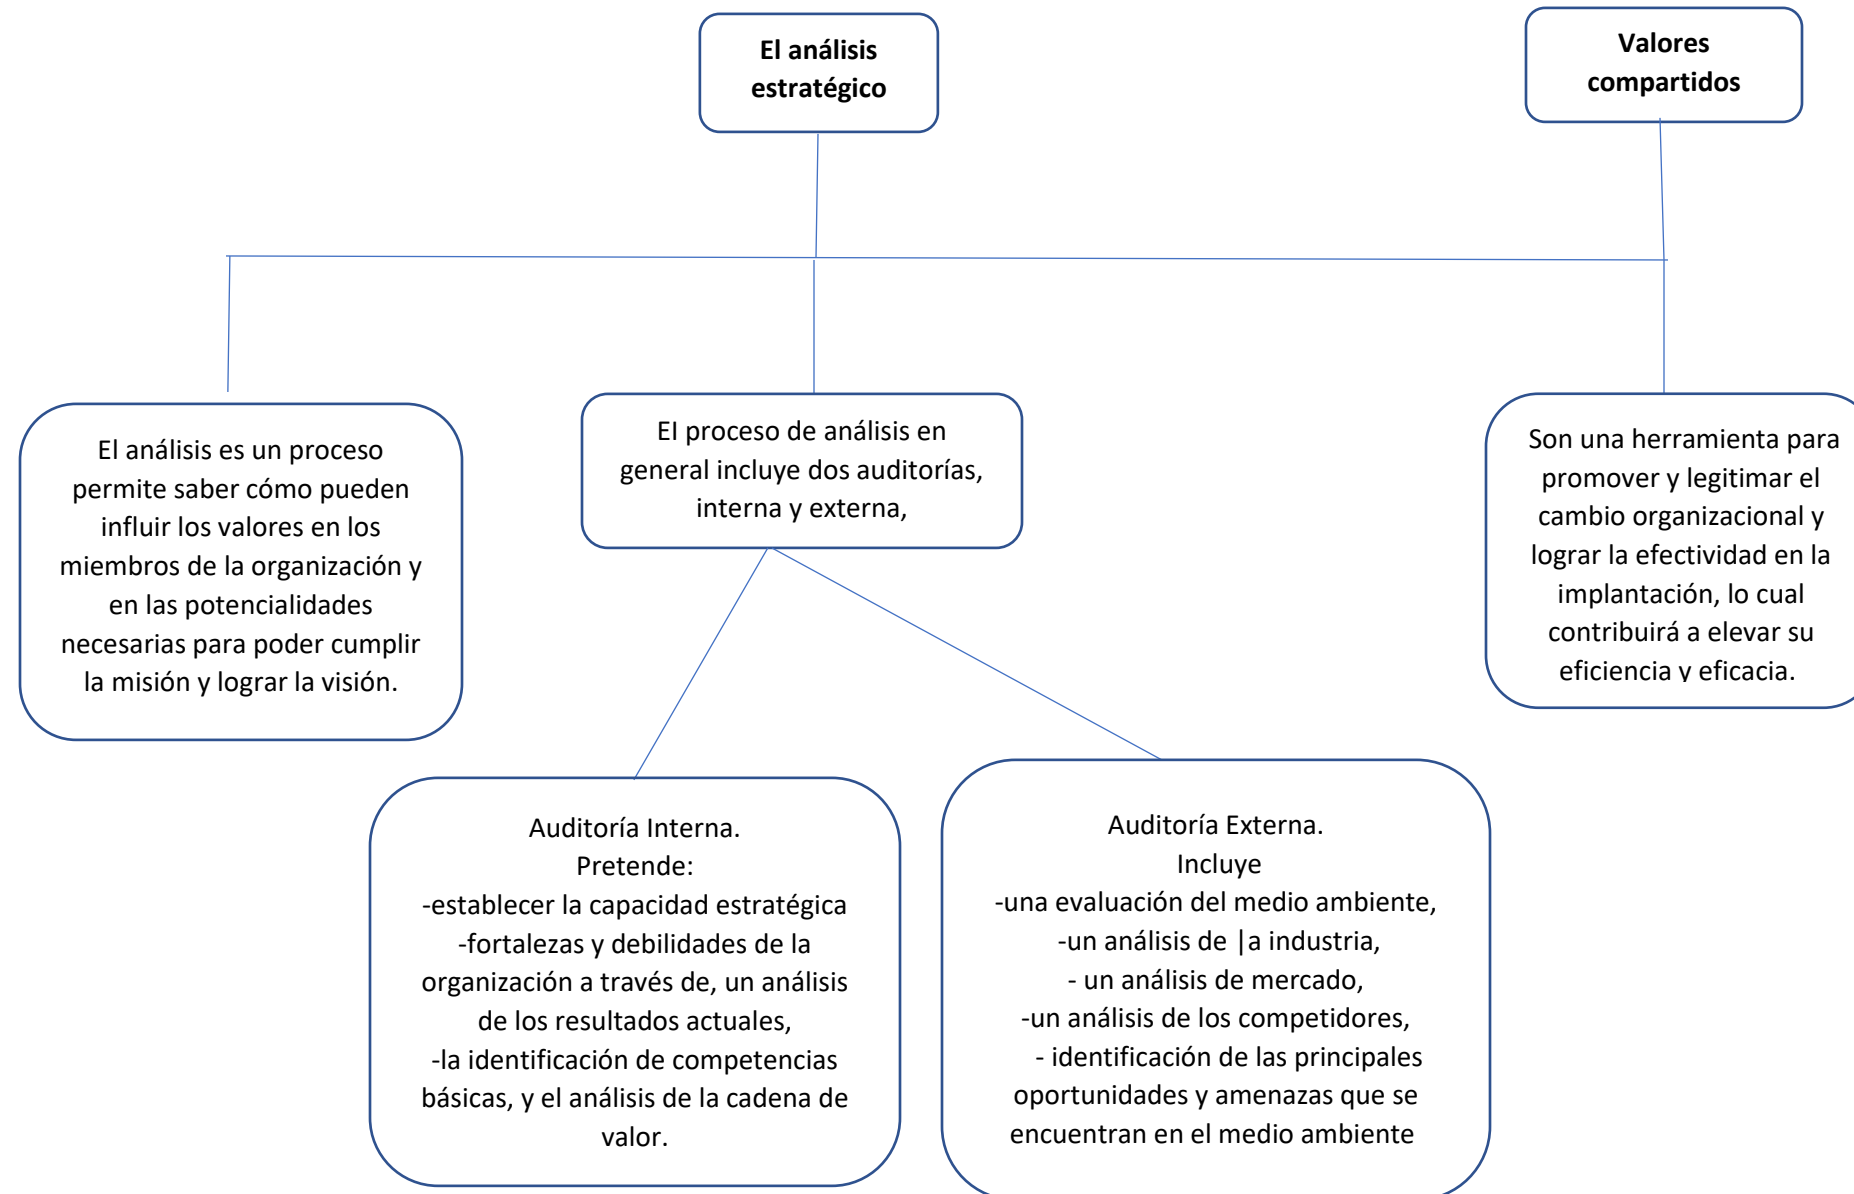 El análisis
estratégico
Valores
compartidos
El análisis es un proceso
permite saber cómo pueden
influir los valores en los
miembros de la organización y
en las potencialidades
necesarias para poder cumplir
la misión y lograr la visión.
EI proceso de análisis en
general incluye dos auditorías,
interna y externa,
Son una herramienta para
promover y legitimar el
cambio organizacional y
lograr la efectividad en la
implantación, lo cual
contribuirá a elevar su
eficiencia y eficacia.
Auditoría Interna.
Pretende:
-establecer la capacidad estratégica
-fortalezas y debilidades de la
organización a través de, un análisis
de los resultados actuales,
-la identificación de competencias
básicas, y el análisis de la cadena de
valor.
Auditoría Externa.
Incluye
-una evaluación del medio ambiente,
-un análisis de |a industria,
- un análisis de mercado,
-un análisis de los competidores,
- identificación de las principales
oportunidades y amenazas que se
encuentran en el medio ambiente